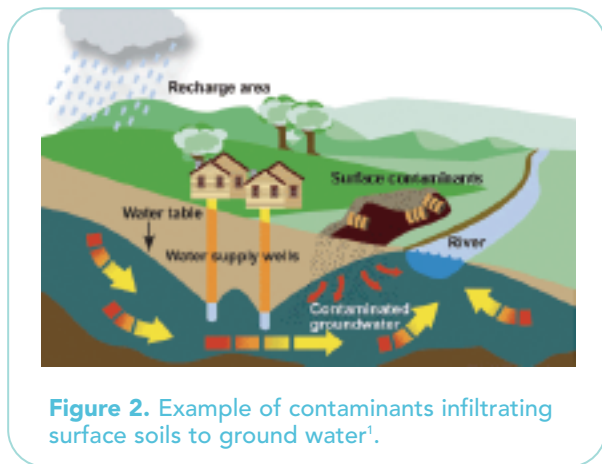 Recharge area
Surface contaminants
Water table
River
Water supply wells
Contaminated
groundwater
Figure 2. Example of contaminants infiltrating
surface soils to ground water¹.